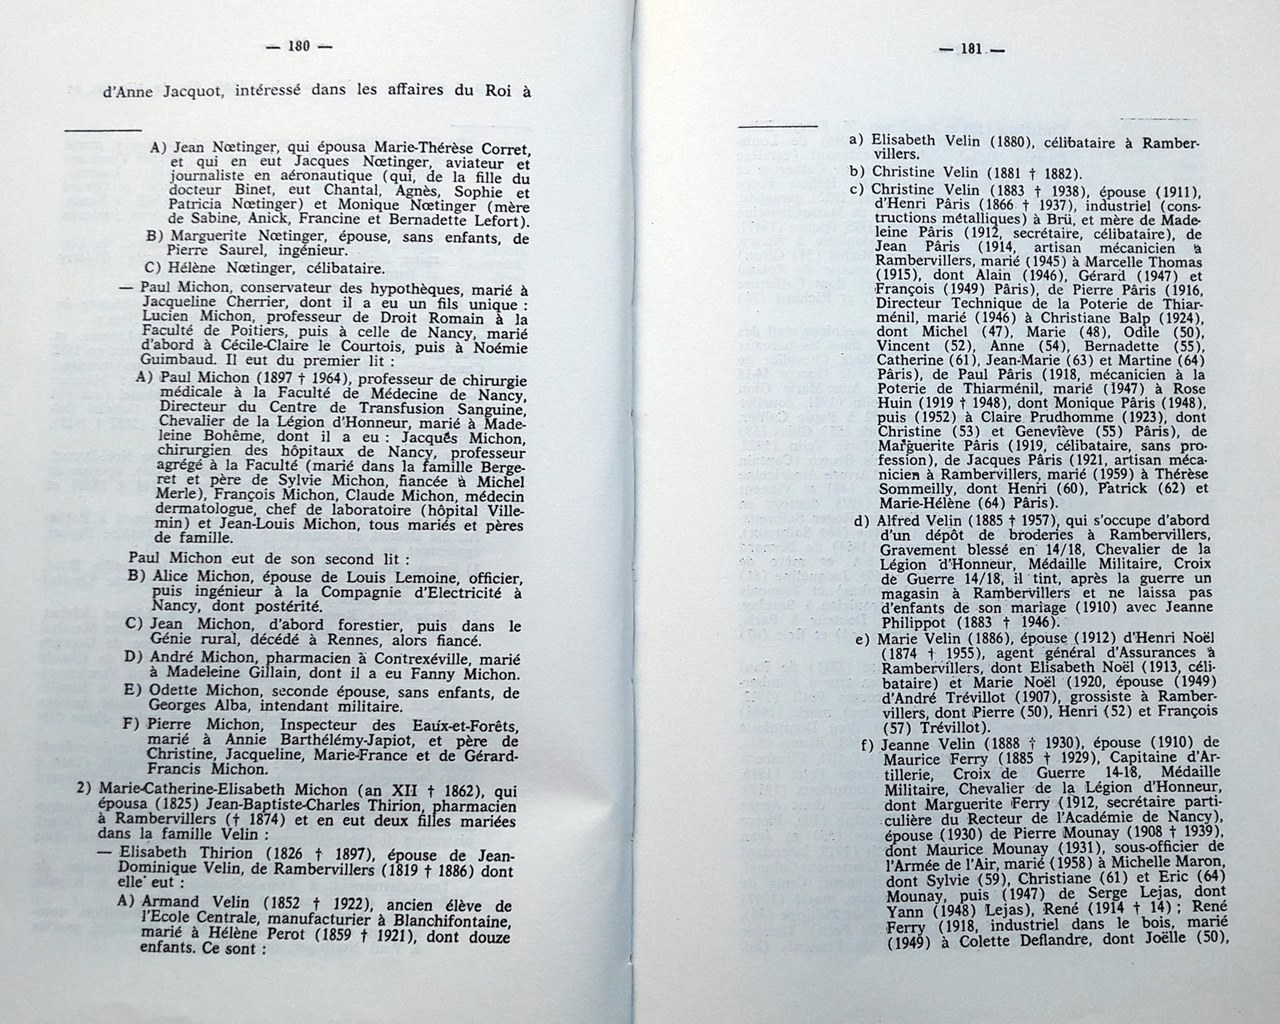 — 180 —
d'Anne Jacquot, intéressé dans les affaires du Roi à
A) Jean Nœtinger, qui épousa Marie-Thérèse Corret,
et qui en eut Jacques Nœtinger, aviateur et
journaliste en aéronautique (qui, de la fille du
docteur Binet, eut Chantal, Agnès, Sophie et
Patricia Nœtinger) et Monique Nœtinger (mère
de Sabine, Anick, Francine et Bernadette Lefort).
B) Marguerite Nœtinger, épouse, sans enfants, de
Pierre Saurel, ingénieur.
C) Hélène Nœtinger, célibataire.
— Paul Michon, conservateur des hypothèques, marié à
Jacqueline Cherrier, dont il a eu un fils unique :
Lucien Michon, professeur de Droit Romain à la
Faculté de Poitiers, puis à celle de Nancy, marié
d'abord à Cécile-Claire le Courtois, puis à Noémie
Guimbaud. Il eut du premier lit :
A) Paul Michon (1897 † 1964), professeur de chirurgie
médicale à la Faculté de Médecine de Nancy,
Directeur du Centre de Transfusion Sanguine,
Chevalier de la Légion d'Honneur, marié à Made-
leine Bohême, dont il a eu : Jacques Michon,
chirurgien des hôpitaux de Nancy, professeur
agrégé à la Faculté (marié dans la famille Berge-
ret et père de Sylvie Michon, fiancée à Michel
Merle), François Michon, Claude Michon, médecin
dermatologue, chef de laboratoire (hôpital Ville-
min) et Jean-Louis Michon, tous mariés et pères
de famille.
Paul Michon eut de son second lit :
B) Alice Michon, épouse de Louis Lemoine, officier,
puis ingénieur à la Compagnie d'Electricité à
Nancy, dont postérité.
C) Jean Michon, d'abord forestier, puis dans le
Génie rural, décédé à Rennes, alors fiancé.
D) André Michon, pharmacien à Contrexéville, marié
à Madeleine Gillain, dont il a eu Fanny Michon.
E) Odette Michon, seconde épouse, sans enfants, de
Georges Alba, intendant militaire.
F) Pierre Michon, Inspecteur des Eaux-et-Forêts,
marié à Annie Barthélémy-Japiot, et père de
Christine, Jacqueline, Marie-France et de Gérard-
Francis Michon.
2) Marie-Catherine-Elisabeth Michon (an XII † 1862), qui
épousa (1825) Jean-Baptiste-Charles Thirion, pharmacien
à Rambervillers († 1874) et en eut deux filles mariées
dans la famille Velin :
— Elisabeth Thirion (1826 † 1897), épouse de Jean-
Dominique Velin, de Rambervillers (1819 † 1886) dont
elle eut :
A) Armand Velin (1852 † 1922), ancien élève de
l'Ecole Centrale, manufacturier à Blanchifontaine,
marié à Hélène Perot (1859 † 1921), dont douze
enfants. Ce sont :
— 181 —
a) Elisabeth Velin (1880), célibataire à Ramber-
villers.
b) Christine Velin (1881 † 1882).
c) Christine Velin (1883 † 1938), épouse (1911),
d'Henri Pâris (1866 † 1937), industriel (cons-
tructions métalliques) à Brû, et mère de Made-
leine Pâris (1912, secrétaire, célibataire), de
Jean Pâris (1914, artisan mécanicien à
Rambervillers, marié (1945) à Marcelle Thomas
(1915), dont Alain (1946), Gérard (1947) et
François (1949) Pâris), de Pierre Pâris (1916,
Directeur Technique de la Poterie de Thiar-
ménil, marié (1946) à Christiane Balp (1924),
dont Michel (47), Marie (48), Odile (50),
Vincent (52), Anne (54), Bernadette (55),
Catherine (61), Jean-Marie (63) et Martine (64)
Pâris), de Paul Pâris (1918, mécanicien à la
Poterie de Thiarménil, marié (1947) à Rose
Huin (1919 † 1948), dont Monique Pâris (1948),
puis (1952) à Claire Prudhomme (1923), dont
Christine (53) et Geneviève (55) Pâris), de
Marguerite Pâris (1919, célibataire, sans pro-
fession), de Jacques Pâris (1921, artisan méca-
nicien à Rambervillers, marié (1959) à Thérèse
Sommeilly, dont Henri (60), Patrick (62) et
Marie-Hélène (64) Pâris).
d) Alfred Velin (1885 † 1957), qui s'occupe d'abord
d'un dépôt de broderies à Rambervillers,
Gravement blessé en 14/18, Chevalier de la
Légion d'Honneur, Médaille Militaire, Croix
de Guerre 14/18, il tint, après la guerre un
magasin à Rambervillers et ne laissa pas
d'enfants de son mariage (1910) avec Jeanne
Philippot (1883 † 1946).
e) Marie Velin (1886), épouse (1912) d'Henri Noël
(1874 † 1955), agent général d'Assurances à
Rambervillers, dont Elisabeth Noël (1913, céli-
bataire) et Marie Noël (1920, épouse (1949)
d'André Trévillot (1907), grossiste à Ramber-
villers, dont Pierre (50), Henri (52) et François
(57) Trévillot).
f) Jeanne Velin (1888 † 1930), épouse (1910) de
Maurice Ferry (1885 † 1929), Capitaine d'Ar-
tillerie, Croix de Guerre 14-18, Médaille
Militaire, Chevalier de la Légion d'Honneur,
dont Marguerite Ferry (1912, secrétaire parti-
culière du Recteur de l'Académie de Nancy),
épouse (1930) de Pierre Mounay (1908 † 1939),
dont Maurice Mounay (1931), sous-officier de
l'Armée de l'Air, marié (1958) à Michelle Maron,
dont Sylvie (59), Christiane (61) et Eric (64)
Mounay, puis (1947) de Serge Lejas, dont
Yann (1948) Lejas), René (1914 † 14) ; René
Ferry (1918, industriel dans le bois, marié
(1949) à Colette Deflandre, dont Joëlle (50),